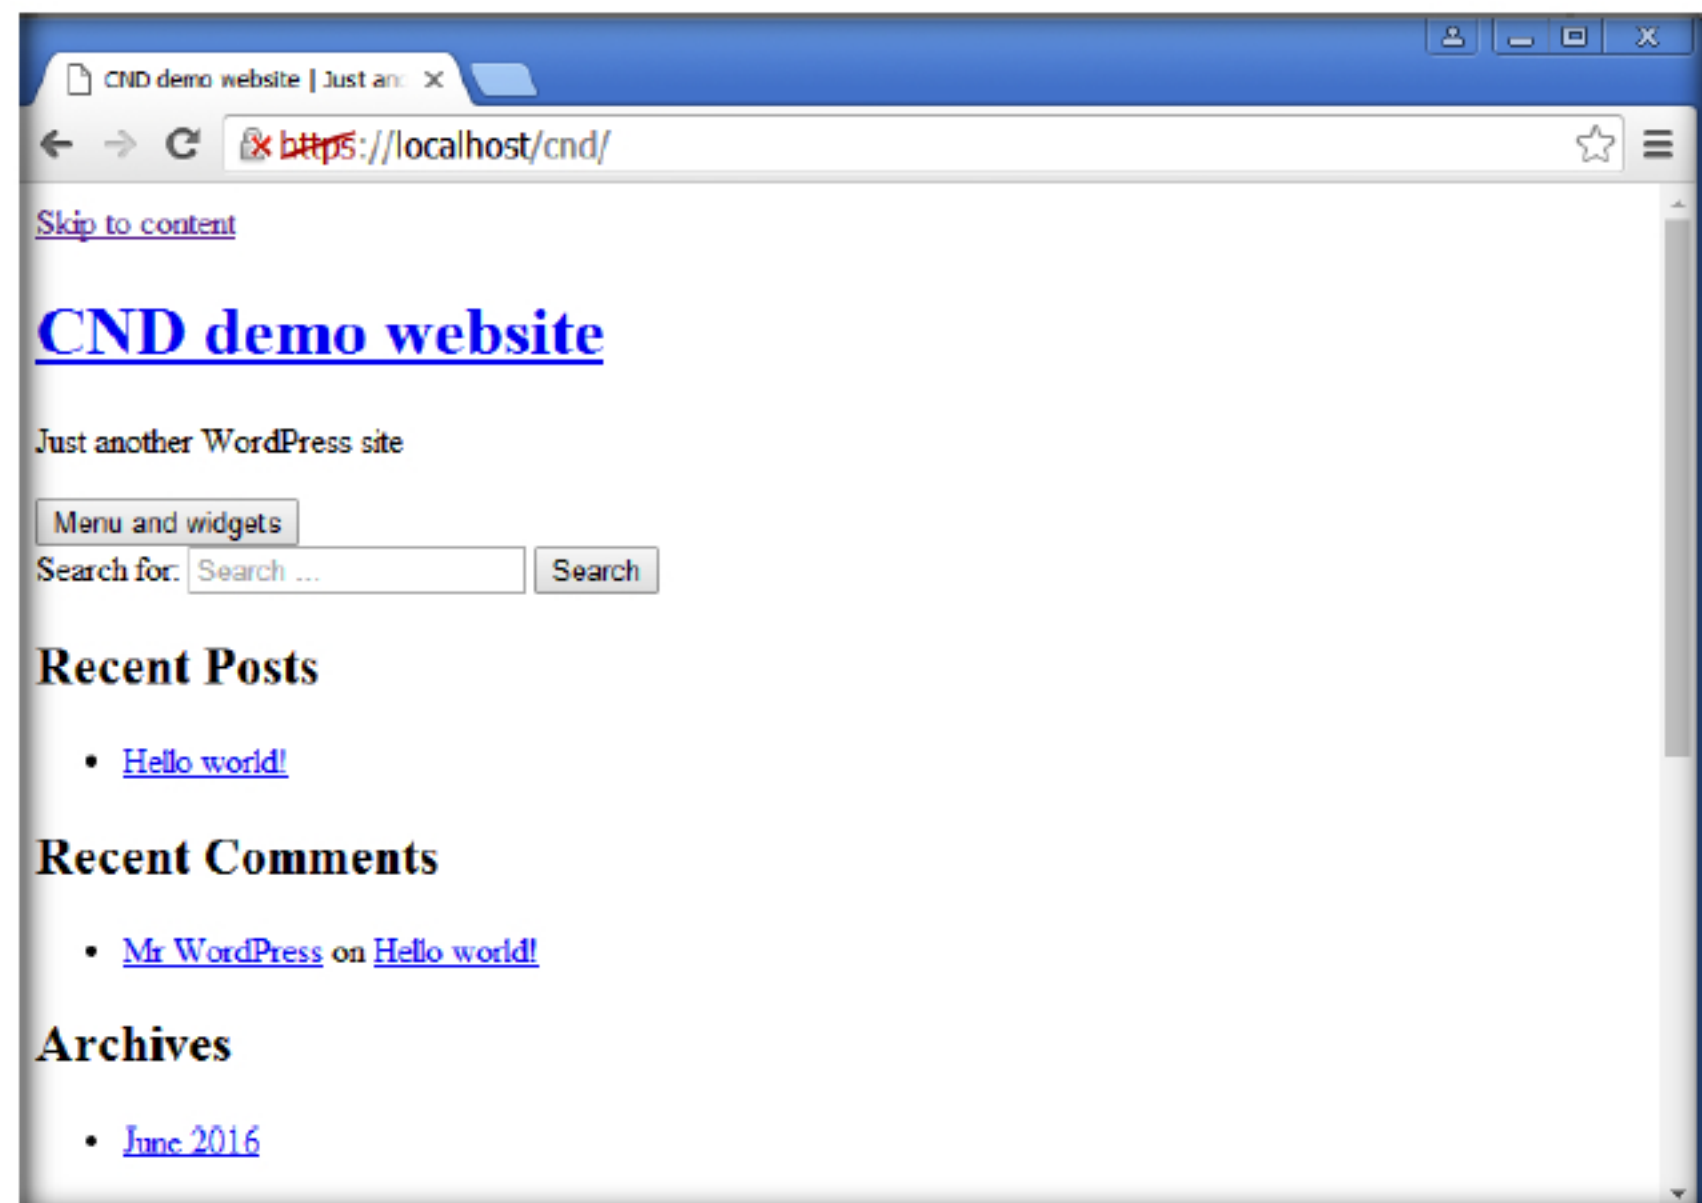 CND demo website | Just an
https://localhost/cnd/
Skip to content
CND demo website
Just another WordPress site
Menu and widgets
Search for: Search ... Search
Recent Posts
Hello world!
Recent Comments
Mr WordPress on Hello world!
Archives
June 2016